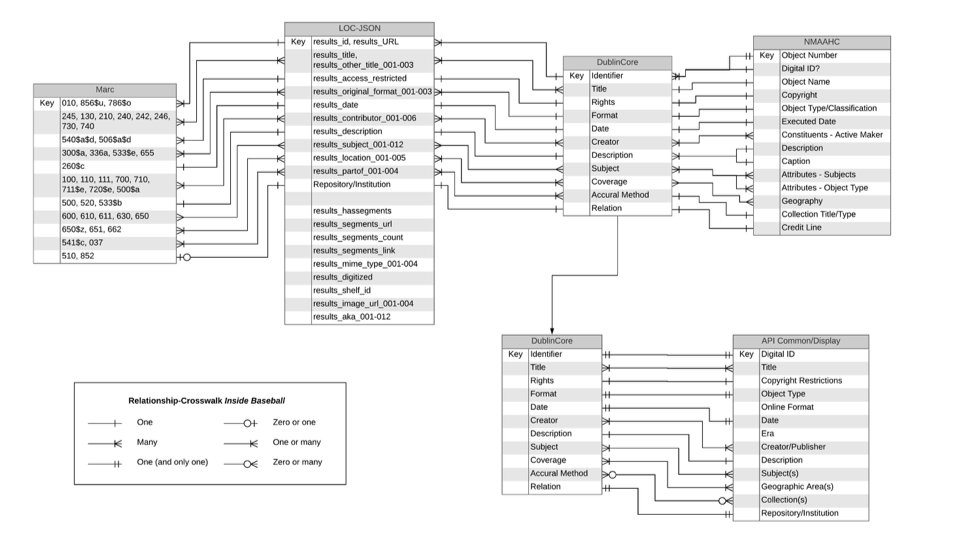 LOC-JSON
Key results_id, results_URL
results_title,
results_other_title_001-003
results_access_restricted
results_original_format_001-003
results_date
results_contributor_001-006
results_description
results_subject_001-012
results_location_001-005
results_partof_001-004
Repository/Institution
results_hassegments
results_segments_url
results_segments_count
results_segments_link
results_mime_type_001-004
results_digitized
results_shelf_id
results_image_url_001-004
results_aka_001-012
Marc
Key 010, 856$u, 786$o
245, 130, 210, 240, 242, 246,
730, 740
540$a$d, 506$a$d
300$a, 336a, 533$e, 655
260$c
100, 110, 111, 700, 710,
711$e, 720$e, 500$a
500, 520, 533$b
600, 610, 611, 630, 650
650$z, 651, 662
541$c, 037
510, 852
DublinCore
Key Identifier
Title
Rights
Format
Date
Creator
Description
Subject
Coverage
Accural Method
Relation
NMAAHC
Key Object Number
Digital ID?
Object Name
Copyright
Object Type/Classification
Executed Date
Constituents - Active Maker
Description
Caption
Attributes - Subjects
Attributes - Object Type
Geography
Collection Title/Type
Credit Line
DublinCore
Key Identifier
Title
Rights
Format
Date
Creator
Description
Subject
Coverage
Accural Method
Relation
API Common/Display
Key Digital ID
Title
Copyright Restrictions
Object Type
Online Format
Date
Era
Creator/Publisher
Description
Subject(s)
Geographic Area(s)
Collection(s)
Repository/Institution
Relationship-Crosswalk Inside Baseball
One Zero or one
Many One or many
One (and only one) Zero or many